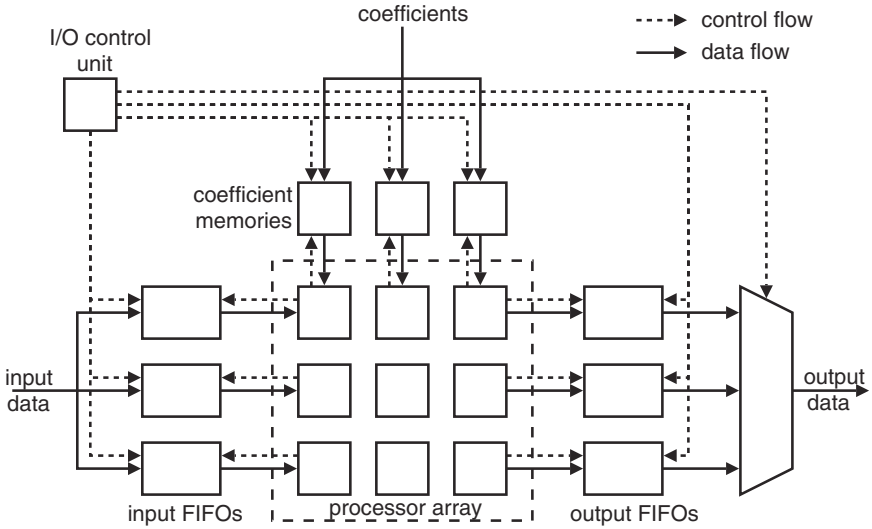 coefficients
control flow
data flow
I/O control
unit
coefficient
memories
input
data
output
data
input FIFOs
processor array
output FIFOs